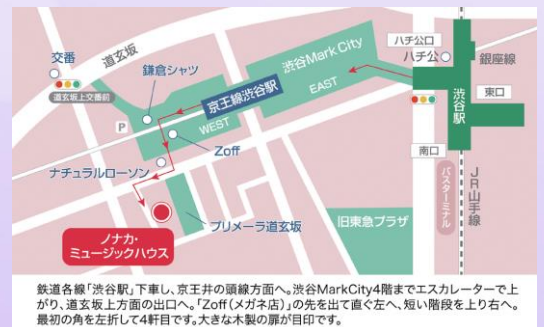 交番
道玄坂
道玄坂上交番前
鎌倉シャツ
渋谷Mark City
ハチ公口
ハチ公
銀座線
京王線渋谷駅
EAST
WEST
渋谷駅
東口
P
Zoff
ナチュラルローソン
南口
バスターミナル
JR山手線
プリメーラ道玄坂
旧東急プラザ
ノナカ・
ミュージックハウス
鉄道各線「渋谷駅」下車し、京王井の頭線方面へ。渋谷MarkCity4階までエスカレーターで上
がり、道玄坂上方面の出口へ。「Zoff(メガネ店)」の先を出て直ぐ左へ、短い階段を上り右へ。
最初の角を左折して4軒目です。大きな木製の扉が目印です。